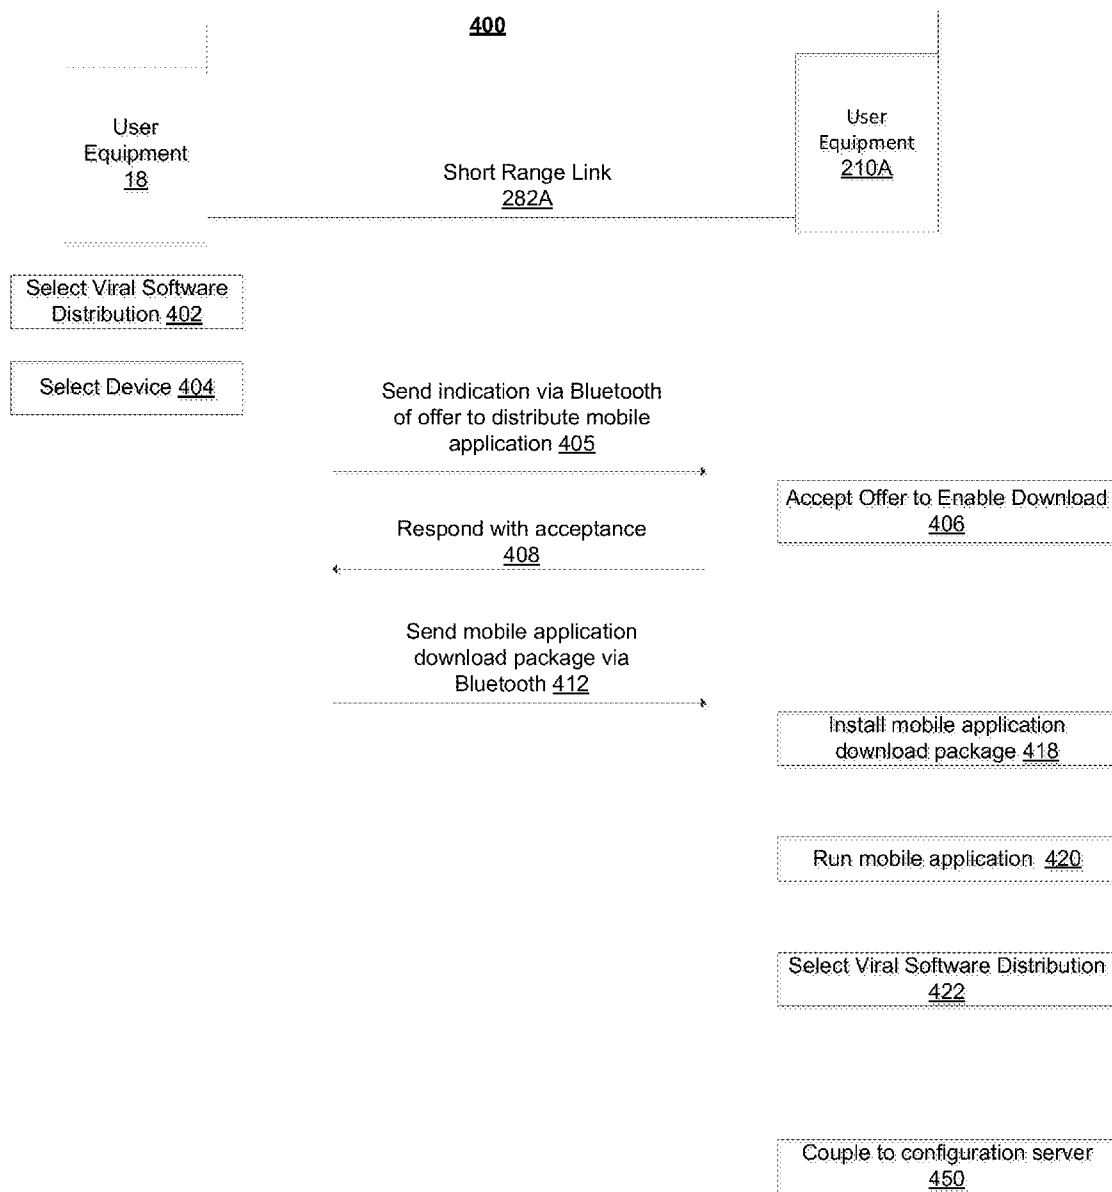 400
User
Equipment
18
User
Equipment
210A
Short Range Link
282A
Select Viral Software
Distribution 402
Select Device 404
Send indication via Bluetooth
of offer to distribute mobile
application 405
Accept Offer to Enable Download
406
Respond with acceptance
408
Send mobile application
download package via
Bluetooth 412
Install mobile application
download package 418
Run mobile application 420
Select Viral Software Distribution
422
Couple to configuration server
450